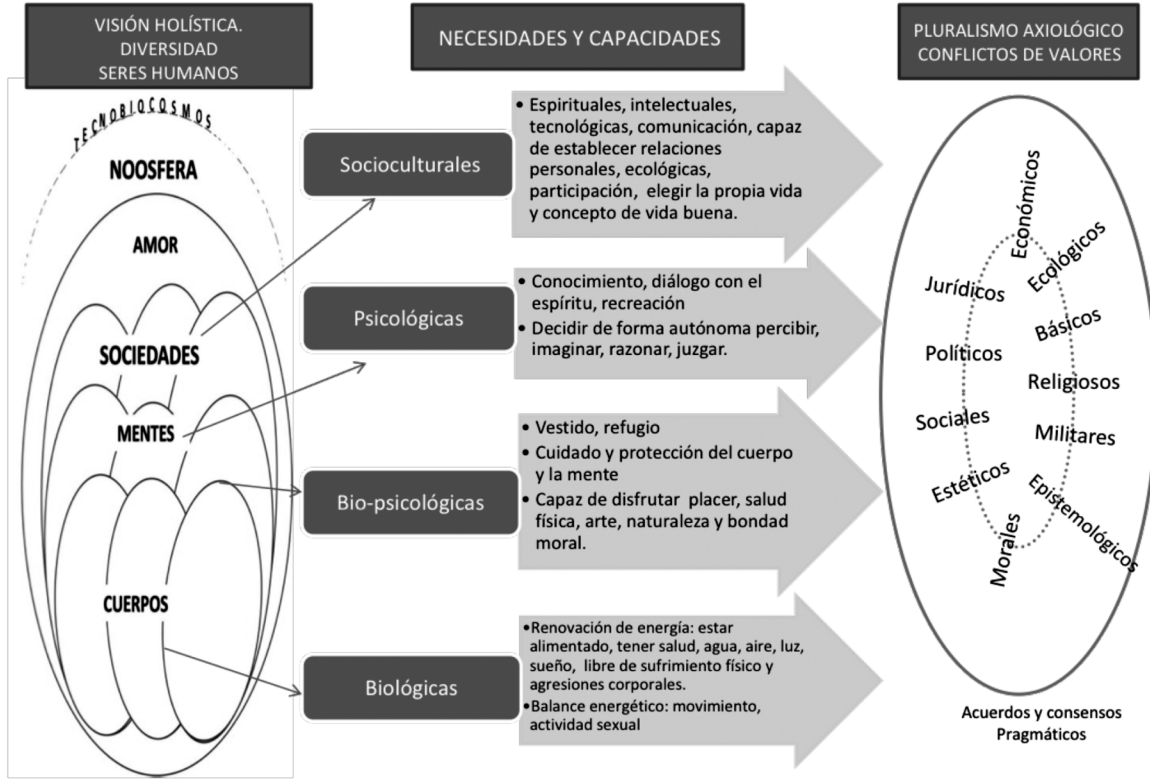 VISIÓN HOLÍSTICA.
DIVERSIDAD
SERES HUMANOS
TECNOBIOCOSMOS
NOOSFERA
AMOR
SOCIEDADES
MENTES
CUERPOS
NECESIDADES Y CAPACIDADES
Socioculturales
• Espirituales, intelectuales,
tecnológicas, comunicación, capaz
de establecer relaciones
personales, ecológicas,
participación, elegir la propia vida
y concepto de vida buena.
Psicológicas
• Conocimiento, diálogo con el
espíritu, recreación
• Decidir de forma autónoma percibir,
imaginar, razonar, juzgar.
Bio-psicológicas
• Vestido, refugio
• Cuidado y protección del cuerpo
y la mente
• Capaz de disfrutar placer, salud
física, arte, naturaleza y bondad
moral.
Biológicas
•Renovación de energía: estar
alimentado, tener salud, agua, aire, luz,
sueño, libre de sufrimiento físico y
agresiones corporales.
•Balance energético: movimiento,
actividad sexual
PLURALISMO AXIOLÓGICO
CONFLICTOS DE VALORES
Económicos
Ecológicos
Jurídicos
Básicos
Políticos
Religiosos
Sociales
Militares
Estéticos
Epistemológicos
Morales
Acuerdos y consensos
Pragmáticos